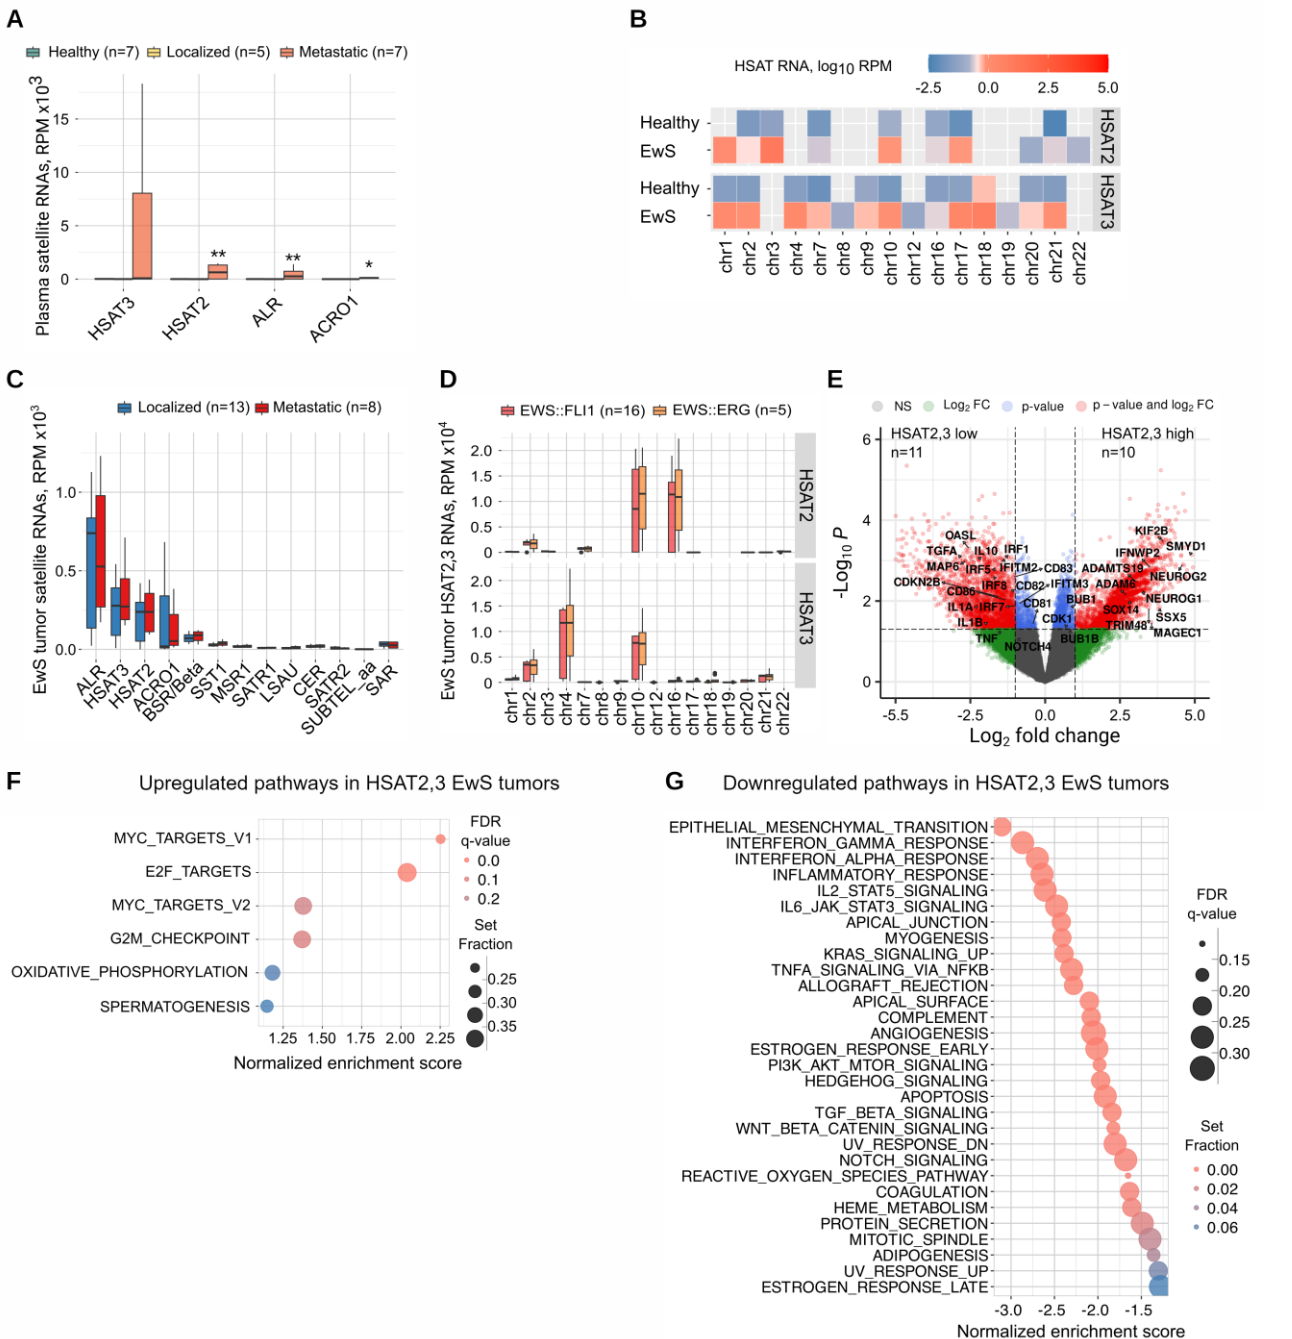 A
Healthy (n=7) Localized (n=5) Metastatic (n=7)
Plasma satellite RNAs, RPM x10³
15
10
5
0
** ** *
HSAT3 HSAT2 ALR ACRO1
B
HSAT RNA, log10 RPM
-2.5 0.0 2.5 5.0
Healthy
EwS
HSAT2
Healthy
EwS
HSAT3
chr1 chr2 chr3 chr4 chr7 chr8 chr9 chr10 chr12 chr16 chr17 chr18 chr19 chr20 chr21 chr22
C
Localized (n=13) Metastatic (n=8)
EwS tumor satellite RNAs, RPM x10³
1.0
0.5
0.0
ALR HSAT3 HSAT2 ACRO1 BSR/Beta SST1 MSR1 SATR1 LSAU CER SATR2 SUBTEL_aa SAR
D
EWS::FLI1 (n=16) EWS::ERG (n=5)
EwS tumor HSAT2,3 RNAs, RPM x10⁴
2.0
1.5
1.0
0.5
0
HSAT2
2.0
1.5
1.0
0.5
0
HSAT3
chr1 chr2 chr3 chr4 chr7 chr8 chr9 chr10 chr12 chr16 chr17 chr18 chr19 chr20 chr21 chr22
E
NS Log2 FC p-value p − value and log2 FC
HSAT2,3 low
n=11
HSAT2,3 high
n=10
-Log10 P
6
4
2
0
OASL
TGFA IL10 IRF1
MAP6 IRF5 IFITM2 CD83
CDKN2B CD86 IRF8 CD82 IFITM3
IL1A IRF7 CD81 BUB1
IL1B CDK1
TNF NOTCH4 BUB1B
KIF2B
IFNWP2 SMYD1
ADAMTS19 NEUROG2
ADAM6
NEUROG1
SOX14 SSX5
TRIM48 MAGEC1
-5.5 -2.5 0.0 2.5 5.0
Log2 fold change
F
Upregulated pathways in HSAT2,3 EwS tumors
MYC_TARGETS_V1
E2F_TARGETS
MYC_TARGETS_V2
G2M_CHECKPOINT
OXIDATIVE_PHOSPHORYLATION
SPERMATOGENESIS
1.25 1.50 1.75 2.00 2.25
Normalized enrichment score
FDR
q-value
0.0
0.1
0.2
Set
Fraction
0.25
0.30
0.35
G
Downregulated pathways in HSAT2,3 EwS tumors
EPITHELIAL_MESENCHYMAL_TRANSITION
INTERFERON_GAMMA_RESPONSE
INTERFERON_ALPHA_RESPONSE
INFLAMMATORY_RESPONSE
IL2_STAT5_SIGNALING
IL6_JAK_STAT3_SIGNALING
APICAL_JUNCTION
MYOGENESIS
KRAS_SIGNALING_UP
TNFA_SIGNALING_VIA_NFKB
ALLOGRAFT_REJECTION
APICAL_SURFACE
COMPLEMENT
ANGIOGENESIS
ESTROGEN_RESPONSE_EARLY
PI3K_AKT_MTOR_SIGNALING
HEDGEHOG_SIGNALING
APOPTOSIS
TGF_BETA_SIGNALING
WNT_BETA_CATENIN_SIGNALING
UV_RESPONSE_DN
NOTCH_SIGNALING
REACTIVE_OXYGEN_SPECIES_PATHWAY
COAGULATION
HEME_METABOLISM
PROTEIN_SECRETION
MITOTIC_SPINDLE
ADIPOGENESIS
UV_RESPONSE_UP
ESTROGEN_RESPONSE_LATE
-3.0 -2.5 -2.0 -1.5
Normalized enrichment score
FDR
q-value
0.15
0.20
0.25
0.30
Set
Fraction
0.00
0.02
0.04
0.06